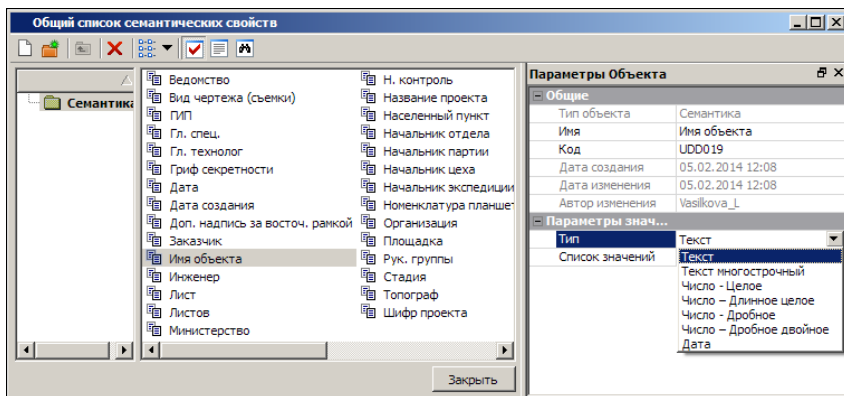 Общий список семантических свойств
Семантика
Ведомство
Вид чертежа (съемки)
ГИП
Гл. спец.
Гл. технолог
Гриф секретности
Дата
Дата создания
Доп. надпись за восточ. рамкой
Заказчик
Имя объекта
Инженер
Лист
Листов
Министерство
Н. контроль
Название проекта
Населенный пункт
Начальник отдела
Начальник партии
Начальник цеха
Начальник экспедиции
Номенклатура планшет
Организация
Площадка
Рук. группы
Стадия
Топограф
Шифр проекта
Закрыть
Параметры Объекта
Общие
Тип объекта Семантика
Имя Имя объекта
Код UDD019
Дата создания 05.02.2014 12:08
Дата изменения 05.02.2014 12:08
Автор изменения Vasilkova_L
Параметры знач...
Тип Текст
Список значений
Текст
Текст многострочный
Число - Целое
Число – Длинное целое
Число - Дробное
Число – Дробное двойное
Дата